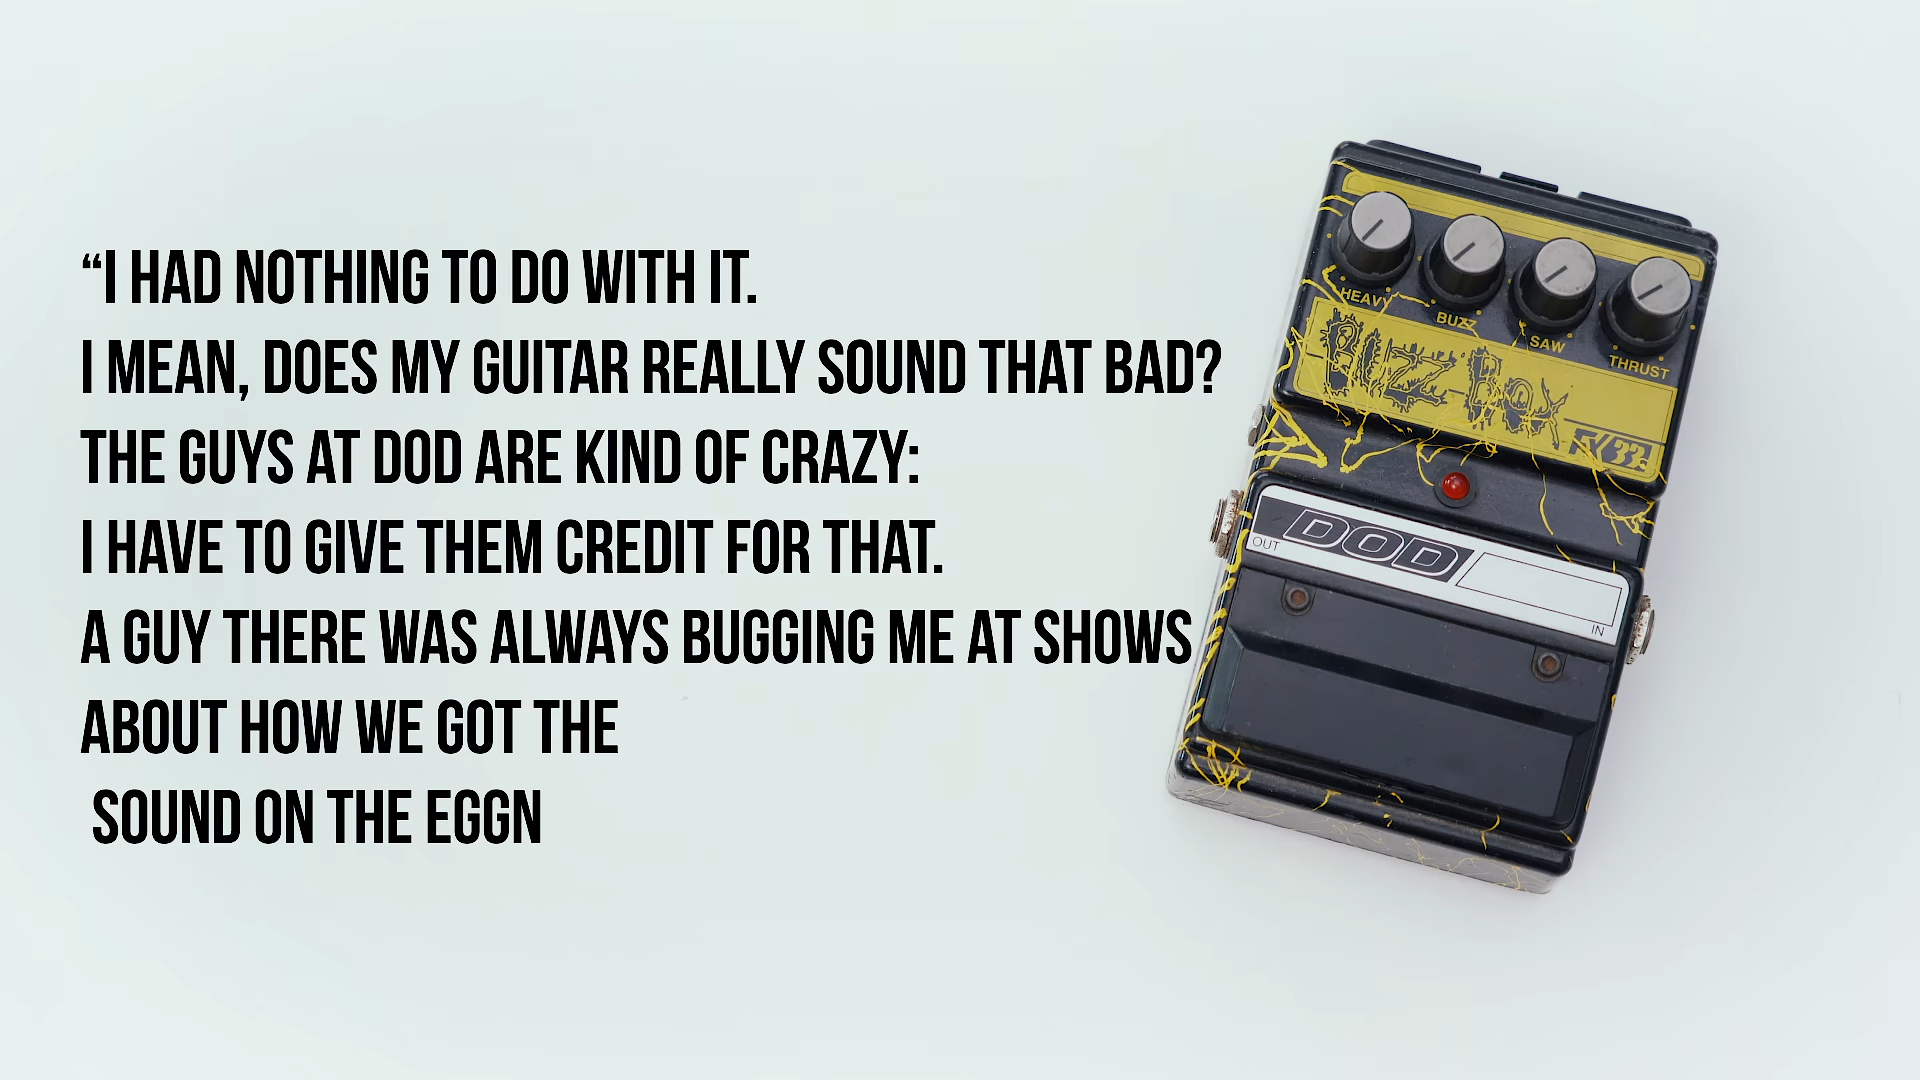 “I HAD NOTHING TO DO WITH IT.
I MEAN, DOES MY GUITAR REALLY SOUND THAT BAD?
THE GUYS AT DOD ARE KIND OF CRAZY:
I HAVE TO GIVE THEM CREDIT FOR THAT.
A GUY THERE WAS ALWAYS BUGGING ME AT SHOWS
ABOUT HOW WE GOT THE
SOUND ON THE EGGN
HEAVY
BUZZ
SAW
THRUST
BUZZ BOX
FX33
DOD
OUT
IN